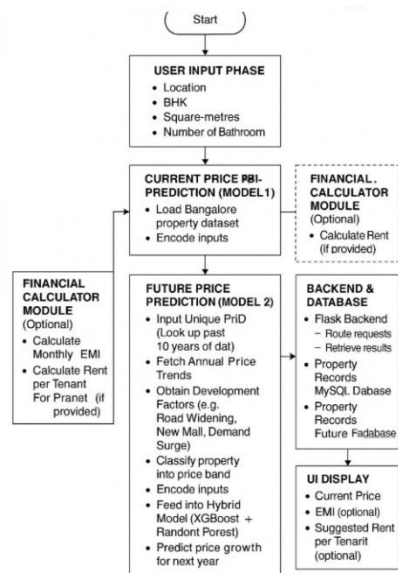 Start
USER INPUT PHASE
• Location
• BHK
• Square-metres
• Number of Bathroom
CURRENT PRICE PBI-
PREDICTION (MODEL 1)
• Load Bangalore
property dataset
• Encode inputs
FINANCIAL.
CALCULATOR
MODULE
(Optional)
• Calculate Rent
(if provided)
FINANCIAL
CALCULATOR
MODULE
(Optional)
• Calculate
Monthly EMI
• Calculate Rent
per Tenant
For Pranet (if
provided)
FUTURE PRICE
PREDICTION (MODEL 2)
• Input Unique PriD
(Look up past
10 years of dat)
• Fetch Annual Price
Trends
• Obtain Development
Factors (e.g.
Road Widening,
New Mall, Demand
Surge)
• Classify property
into price band
• Encode inputs
• Feed into Hybrid
Model (XGBoost +
Randont Porest)
• Predict price growth
for next year
BACKEND &
DATABASE
• Flask Backend
– Route requests
– Retrieve results
• Property
Records
MySQL Dabase
• Property
Records
Future Fadabase
UI DISPLAY
• Current Price
• EMI (optional)
• Suggested Rent
per Tenarit
(optional)